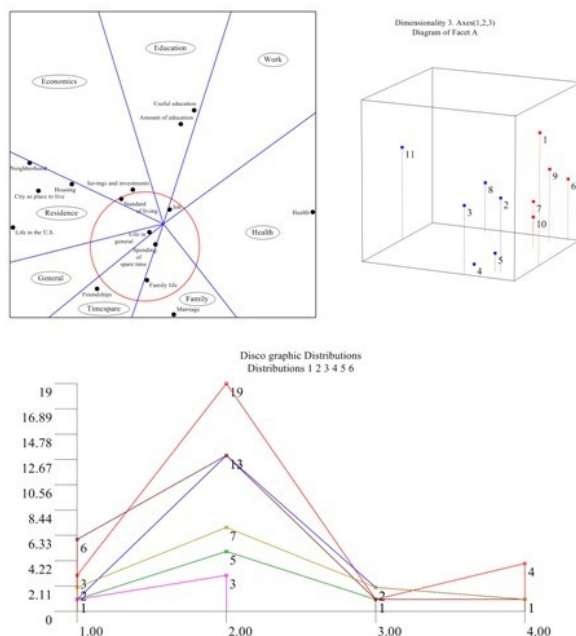 Education
Work
Economics
Useful education
Amount of education
Neighborhood
Housing
Savings and investments
City as place to live
Standard
of living
Job
Residence
Health
Life in the U.S.
Life in
general
Health
Spending
of spare time
General
Family life
Friendships
Family
Timespare
Marriage
Dimensionality 3. Axes(1,2,3)
Diagram of Facet A
1
11
9
6
8
2
3
7
10
5
4
Disco graphic Distributions
Distributions 1 2 3 4 5 6
19
19
16.89
14.78
12.67
13
10.56
8.44
7
6.33
6
5
4.22
4
3
3
2.11
2
2
1
1
1
0
1.00
2.00
3.00
4.00